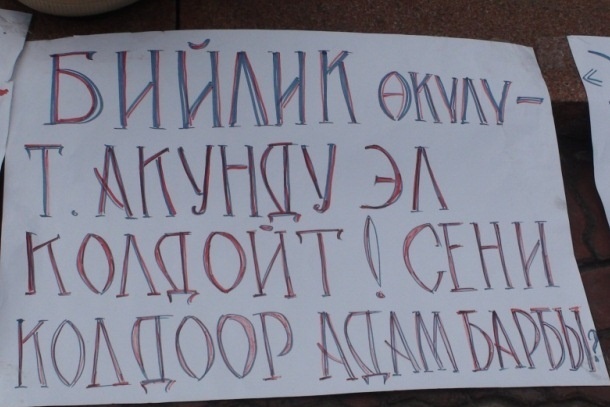 БИЙЛИК ӨКҮЛҮ –
Т. АКУНДУ ЭЛ
КОЛДОЙТ! СЕНИ
КОЛДООР АДАМ БАРБЫ?
«